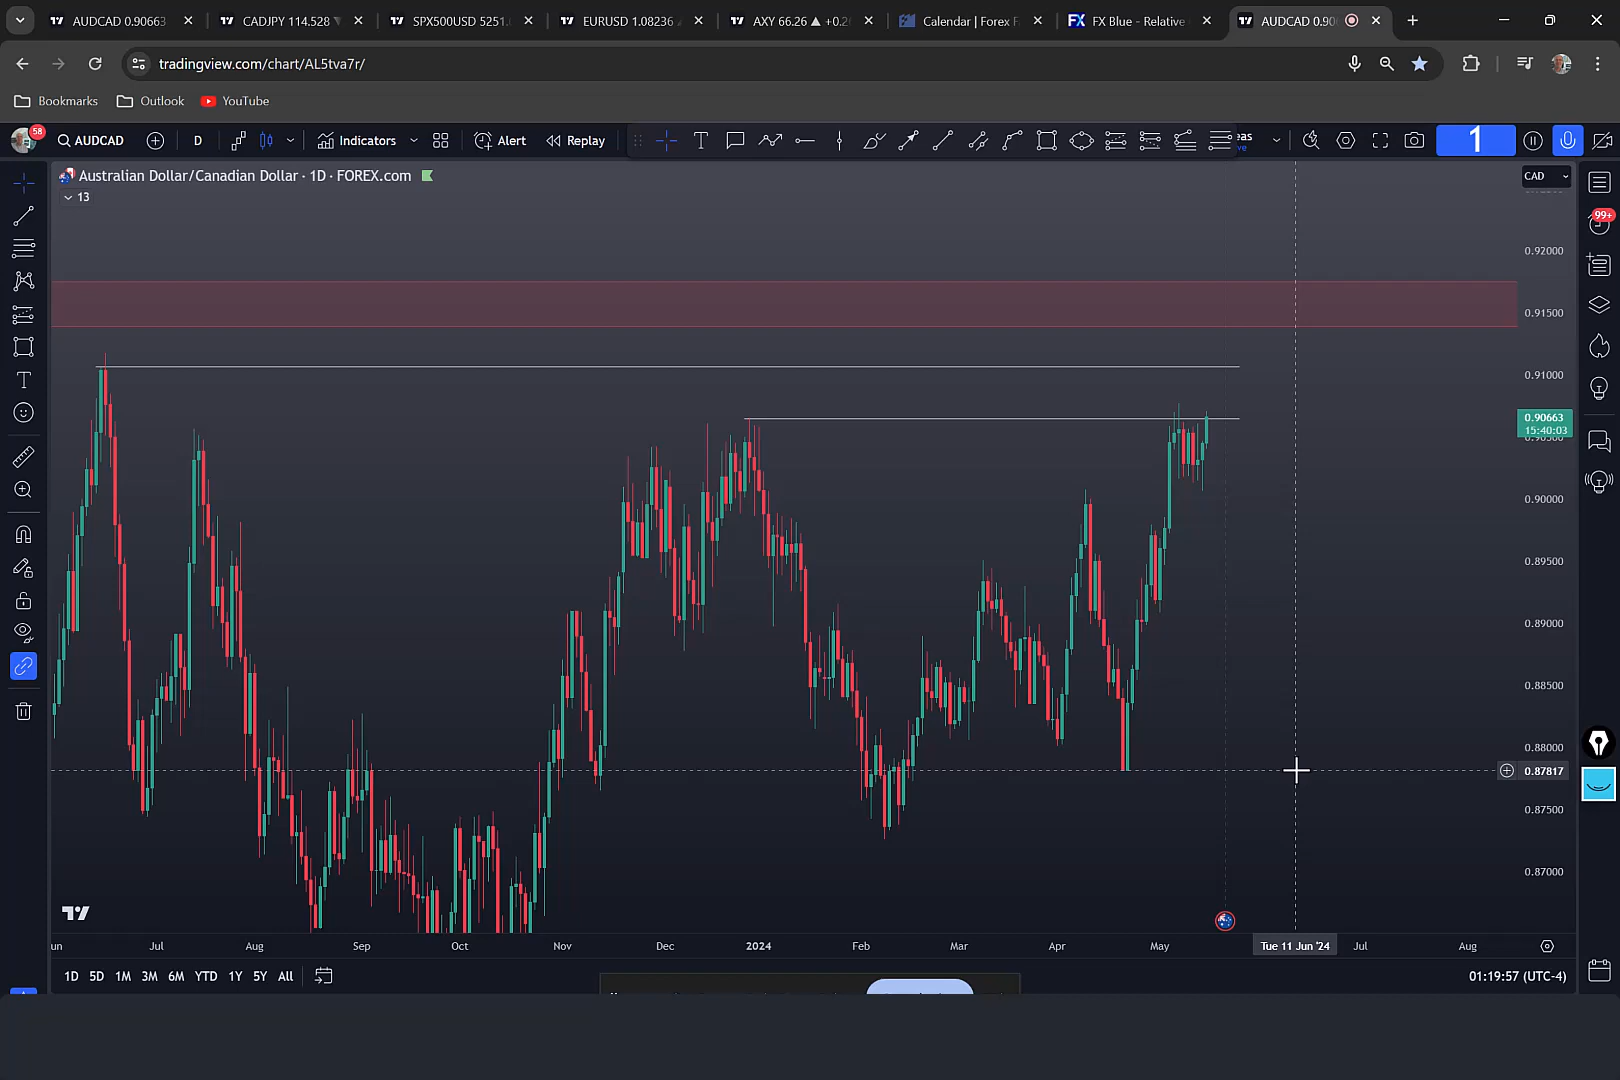 AUDCAD 0.90663
CADJPY 114.528
SPX500USD 5251.
EURUSD 1.08236
AXY 66.26 ▲ +0.2
Calendar | Forex F
FX Blue - Relative
AUDCAD 0.90
tradingview.com/chart/AL5tva7r/
Bookmarks
Outlook
YouTube
58
AUDCAD
D
Indicators
Alert
Replay
eas
ve
1
Australian Dollar/Canadian Dollar · 1D · FOREX.com
13
CAD
99+
0.92000
0.91500
0.91000
0.90663
15:40:03
0.90000
0.89500
0.89000
0.88500
0.88000
0.87817
0.87500
0.87000
un
Jul
Aug
Sep
Oct
Nov
Dec
2024
Feb
Mar
Apr
May
Tue 11 Jun '24
Jul
Aug
1D 5D 1M 3M 6M YTD 1Y 5Y All
01:19:57 (UTC-4)